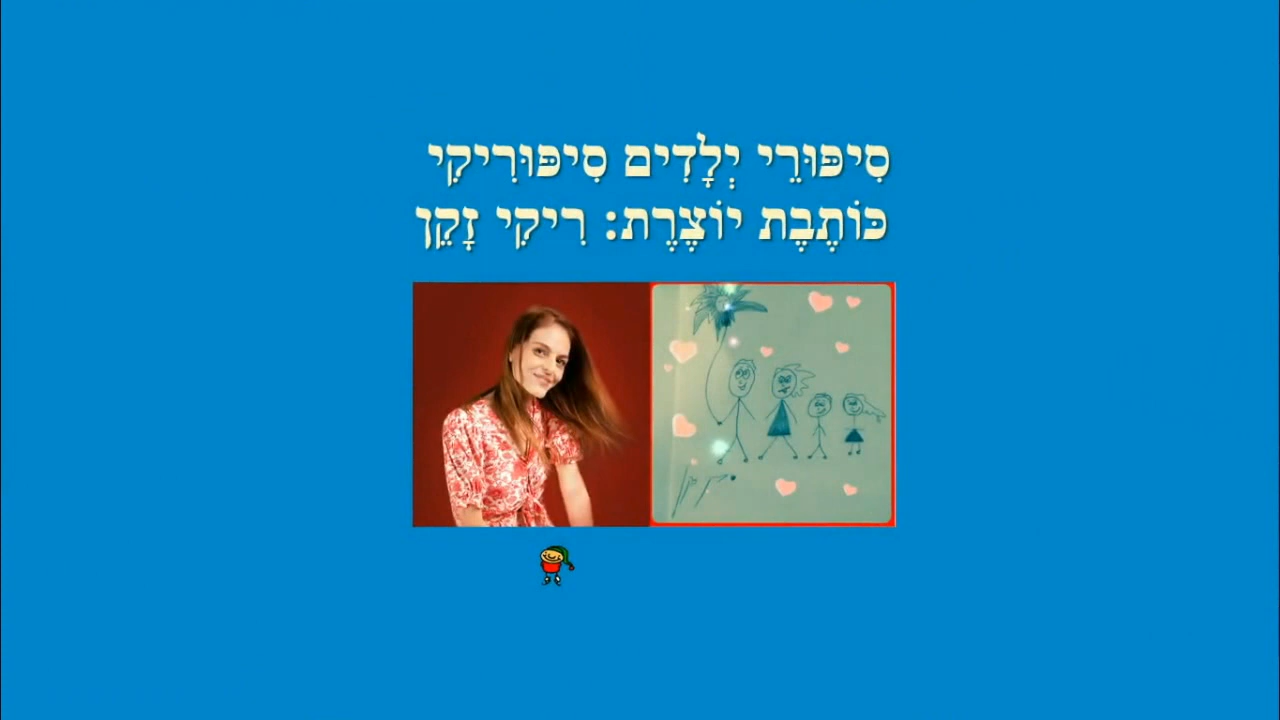 סִיפּוּרֵי יְלָדִים סִיפּוּרִיקִי
כּוֹתֶבֶת יוֹצֶרֶת: רִיקִי זָקֵן